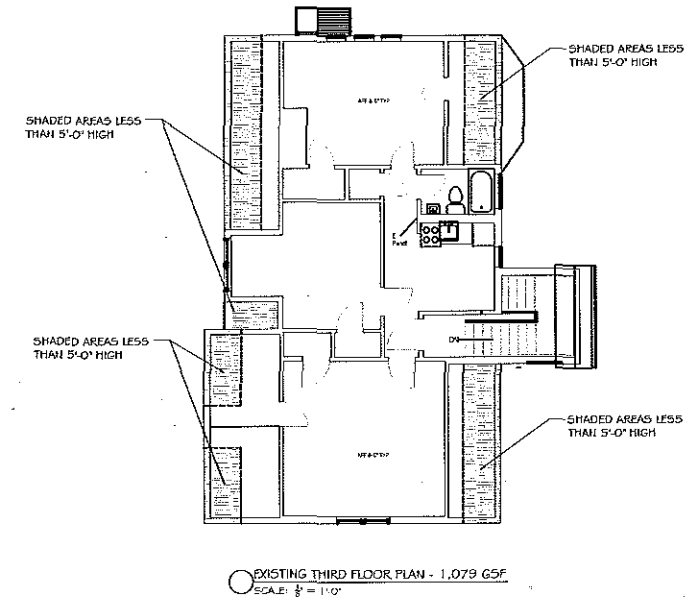 SHADED AREAS LESS
THAN 5'-0" HIGH
SHADED AREAS LESS
THAN 5'-0" HIGH
SHADED AREAS LESS
THAN 5'-0" HIGH
SHADED AREAS LESS
THAN 5'-0" HIGH
E
Panel
DN
EXISTING THIRD FLOOR PLAN - 1,079 GSF
SCALE: 1/8" = 1'-0"